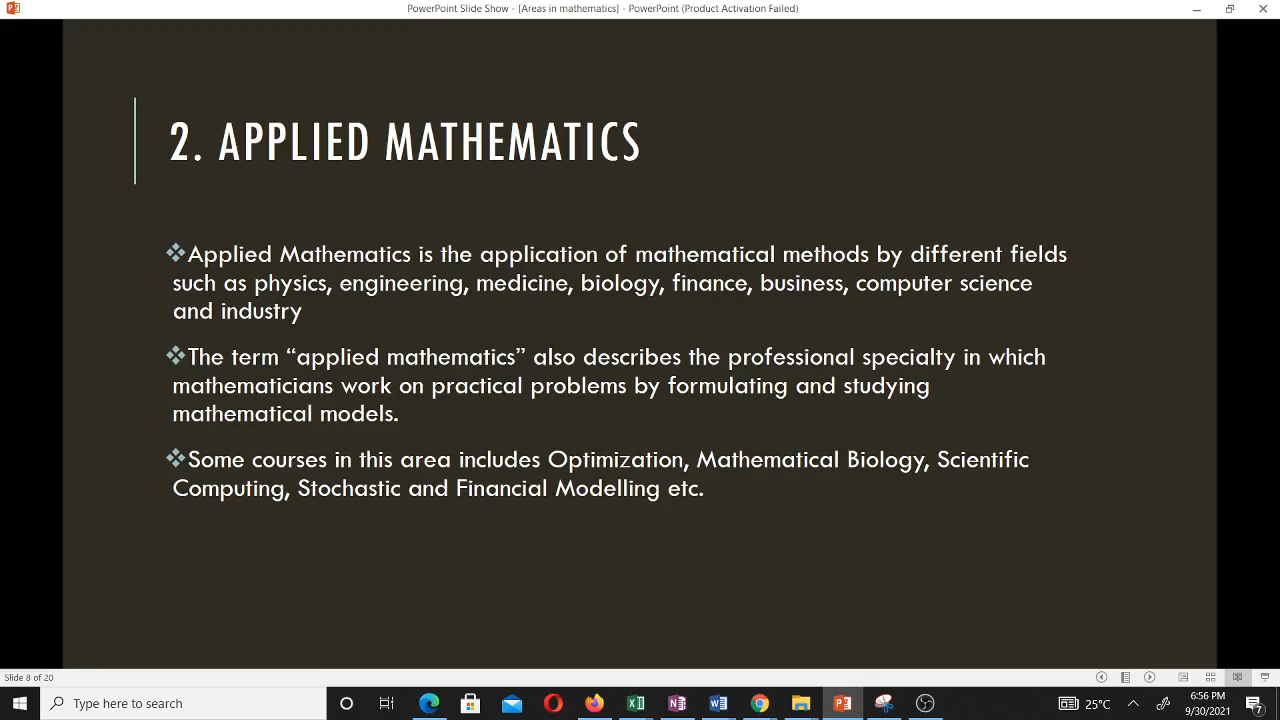 PowerPoint Slide Show - [Areas in mathematics] - PowerPoint (Product Activation Failed)
2. APPLIED MATHEMATICS
❖Applied Mathematics is the application of mathematical methods by different fields
such as physics, engineering, medicine, biology, finance, business, computer science
and industry
❖The term “applied mathematics” also describes the professional specialty in which
mathematicians work on practical problems by formulating and studying
mathematical models.
❖Some courses in this area includes Optimization, Mathematical Biology, Scientific
Computing, Stochastic and Financial Modelling etc.
Slide 8 of 20
Type here to search
25°C
6:56 PM
9/30/2021
7